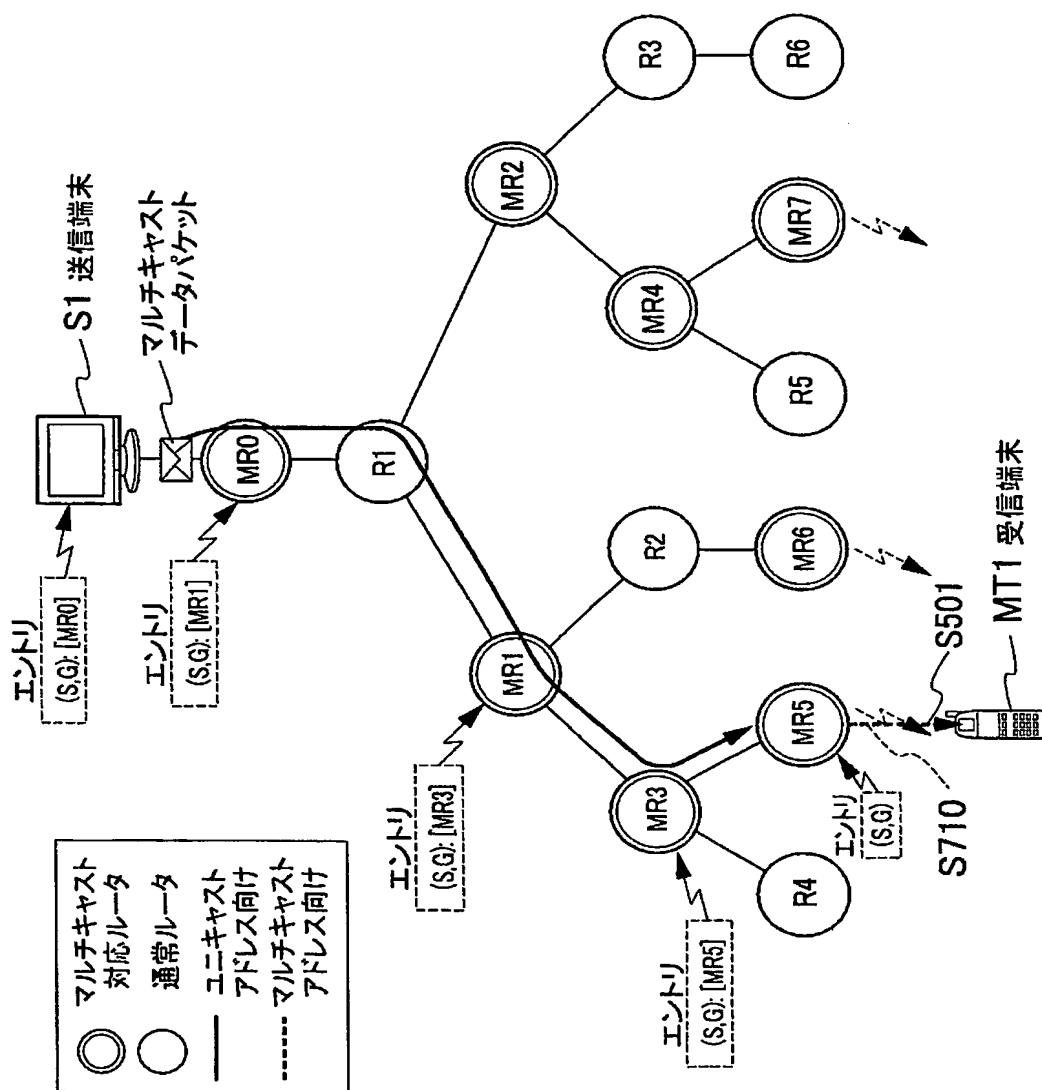 マルチキャスト
対応ルータ
通常ルータ
ユニキャスト
アドレス向け
マルチキャスト
アドレス向け
S1 送信端末
マルチキャスト
データパケット
エントリ
(S,G): [MR0]
エントリ
(S,G): [MR1]
MR0
R1
エントリ
(S,G): [MR3]
MR1
MR2
R2
R3
エントリ
(S,G): [MR5]
MR3
MR4
R4
エントリ
(S,G)
MR5
MR6
R5
MR7
R6
S710
S501
MT1 受信端末